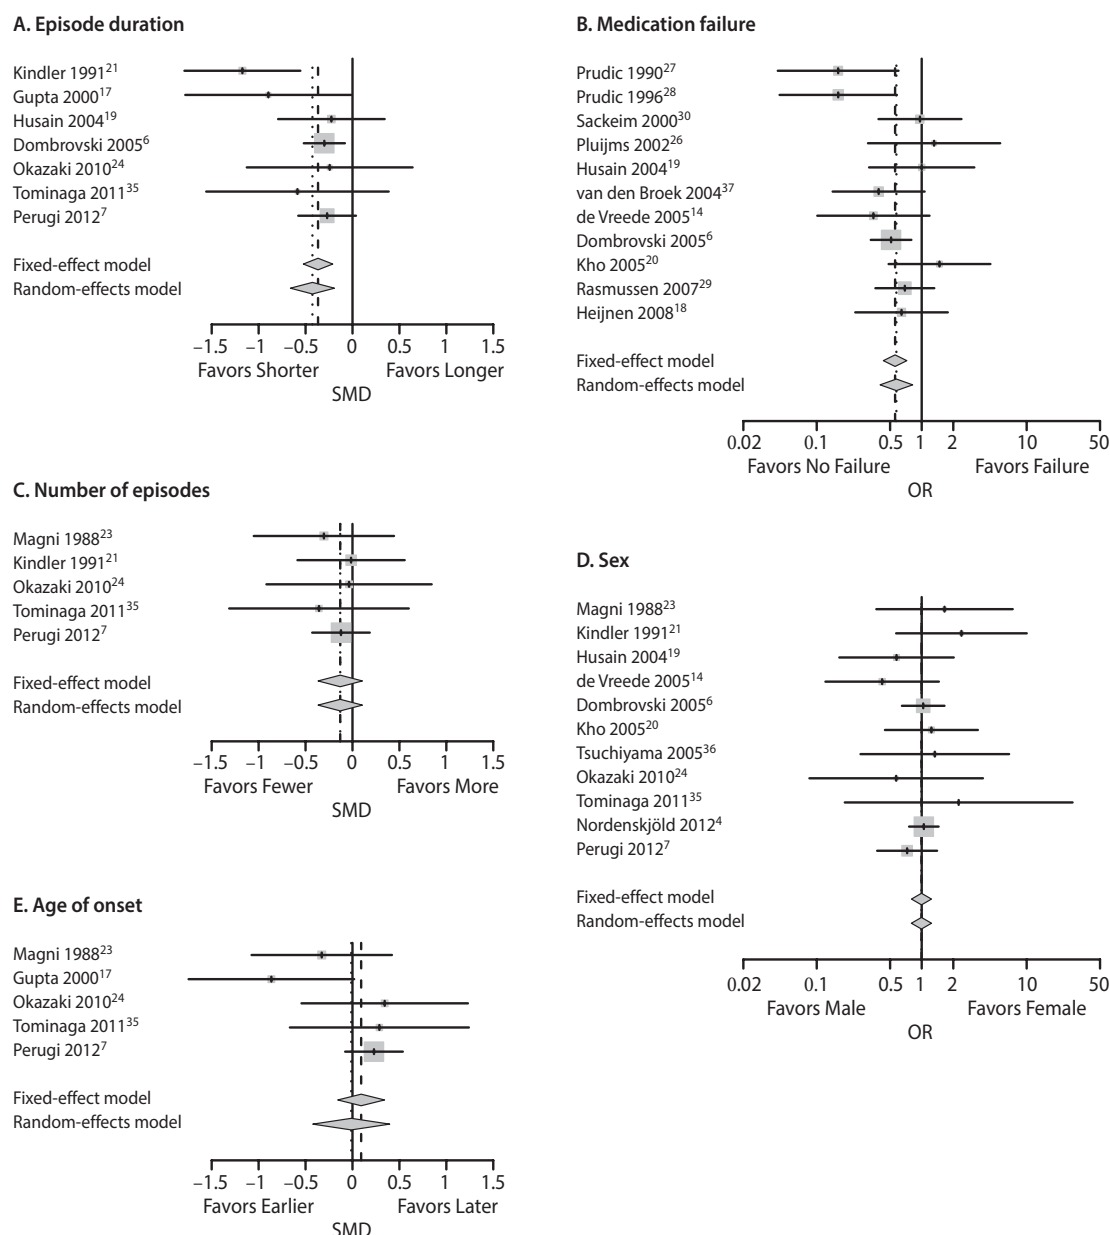 A. Episode duration
Kindler 1991²¹
Gupta 2000¹⁷
Husain 2004¹⁹
Dombrovski 2005⁶
Okazaki 2010²⁴
Tominaga 2011³⁵
Perugi 2012⁷
Fixed-effect model
Random-effects model
–1.5 –1 –0.5 0 0.5 1 1.5
Favors Shorter Favors Longer
SMD
B. Medication failure
Prudic 1990²⁷
Prudic 1996²⁸
Sackeim 2000³⁰
Pluijms 2002²⁶
Husain 2004¹⁹
van den Broek 2004³⁷
de Vreede 2005¹⁴
Dombrovski 2005⁶
Kho 2005²⁰
Rasmussen 2007²⁹
Heijnen 2008¹⁸
Fixed-effect model
Random-effects model
0.02 0.1 0.5 1 2 10 50
Favors No Failure Favors Failure
OR
C. Number of episodes
Magni 1988²³
Kindler 1991²¹
Okazaki 2010²⁴
Tominaga 2011³⁵
Perugi 2012⁷
Fixed-effect model
Random-effects model
–1.5 –1 –0.5 0 0.5 1 1.5
Favors Fewer Favors More
SMD
D. Sex
Magni 1988²³
Kindler 1991²¹
Husain 2004¹⁹
de Vreede 2005¹⁴
Dombrovski 2005⁶
Kho 2005²⁰
Tsuchiyama 2005³⁶
Okazaki 2010²⁴
Tominaga 2011³⁵
Nordenskjöld 2012⁴
Perugi 2012⁷
Fixed-effect model
Random-effects model
0.02 0.1 0.5 1 2 10 50
Favors Male Favors Female
OR
E. Age of onset
Magni 1988²³
Gupta 2000¹⁷
Okazaki 2010²⁴
Tominaga 2011³⁵
Perugi 2012⁷
Fixed-effect model
Random-effects model
–1.5 –1 –0.5 0 0.5 1 1.5
Favors Earlier Favors Later
SMD